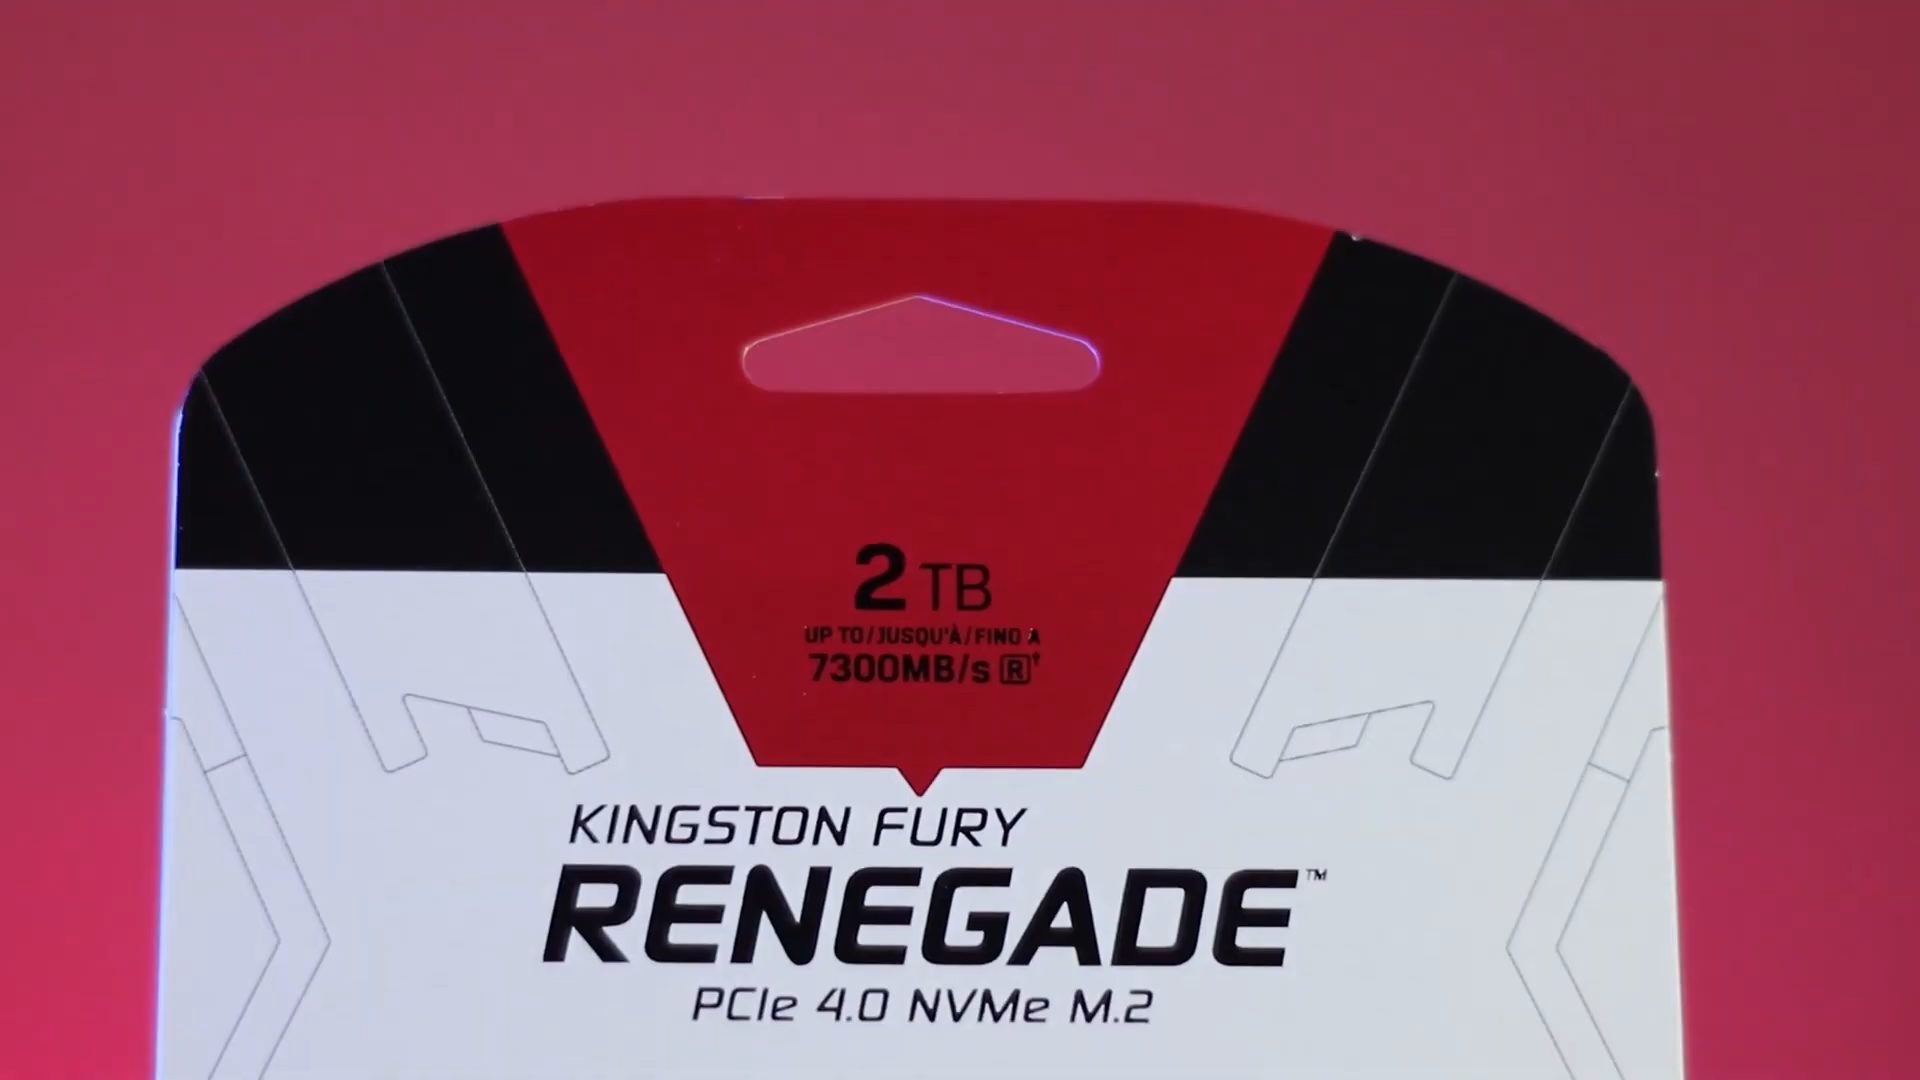 2 TB
UP TO/JUSQU'À/FINO A
7300MB/s R†
KINGSTON FURY
RENEGADE™
PCIe 4.0 NVMe M.2